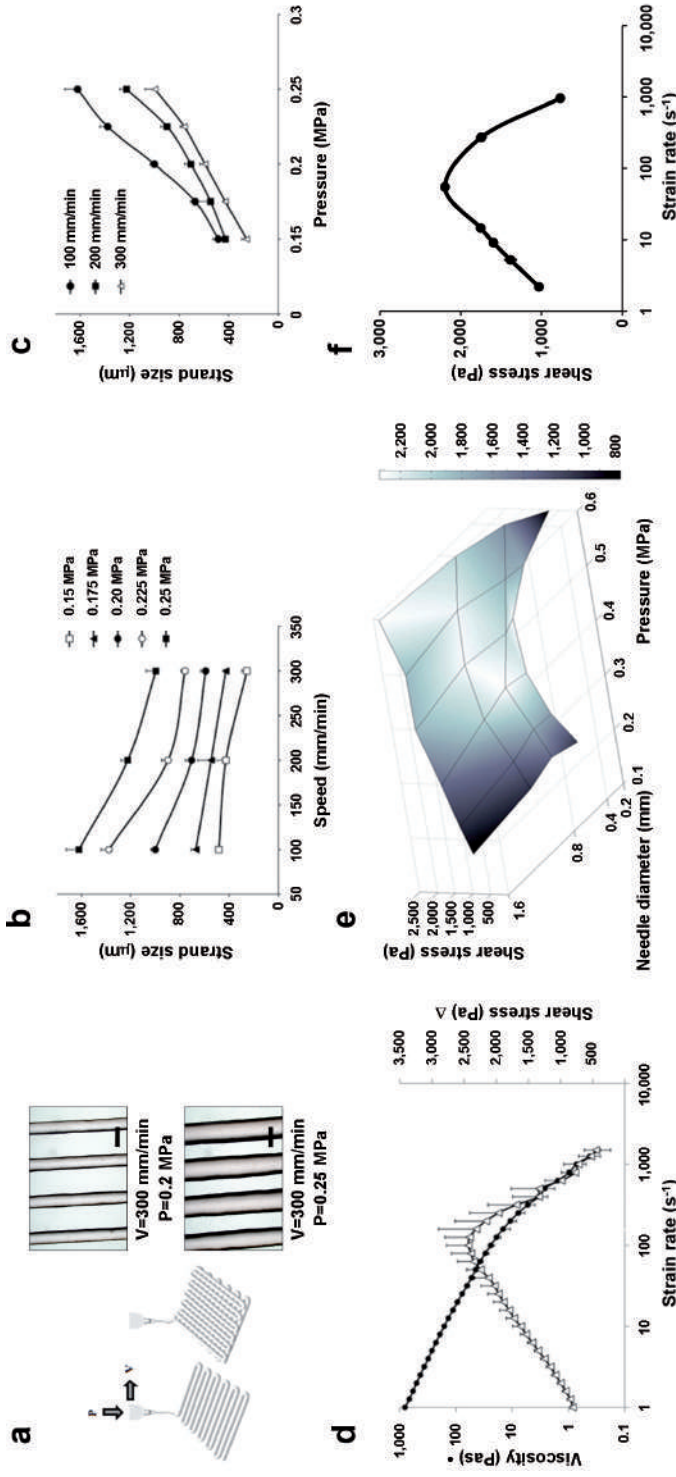 a
P
V
V=300 mm/min
P=0.2 MPa
V=300 mm/min
P=0.25 MPa
b
Strand size (μm)
1,600
1,200
800
400
50
100
150
200
250
300
350
Speed (mm/min)
0.15 MPa
0.175 MPa
0.20 MPa
0.225 MPa
0.25 MPa
c
Strand size (μm)
1,600
1,200
800
400
0
0.15
0.2
0.25
0.3
Pressure (MPa)
100 mm/min
200 mm/min
300 mm/min
d
Viscosity (Pas) •
1,000
100
10
1
0.1
1
10
100
1,000
10,000
Strain rate (s⁻¹)
Shear stress (Pa) Δ
3,500
3,000
2,500
2,000
1,500
1,000
500
e
Shear stress (Pa)
2,500
2,000
1,500
1,000
500
1.6
0.8
0.4
0.2
Needle diameter (mm)
0.1
0.2
0.3
0.4
0.5
0.6
Pressure (MPa)
2,200
2,000
1,800
1,600
1,400
1,200
1,000
800
f
Shear stress (Pa)
3,000
2,000
1,000
0
1
10
100
1,000
10,000
Strain rate (s⁻¹)